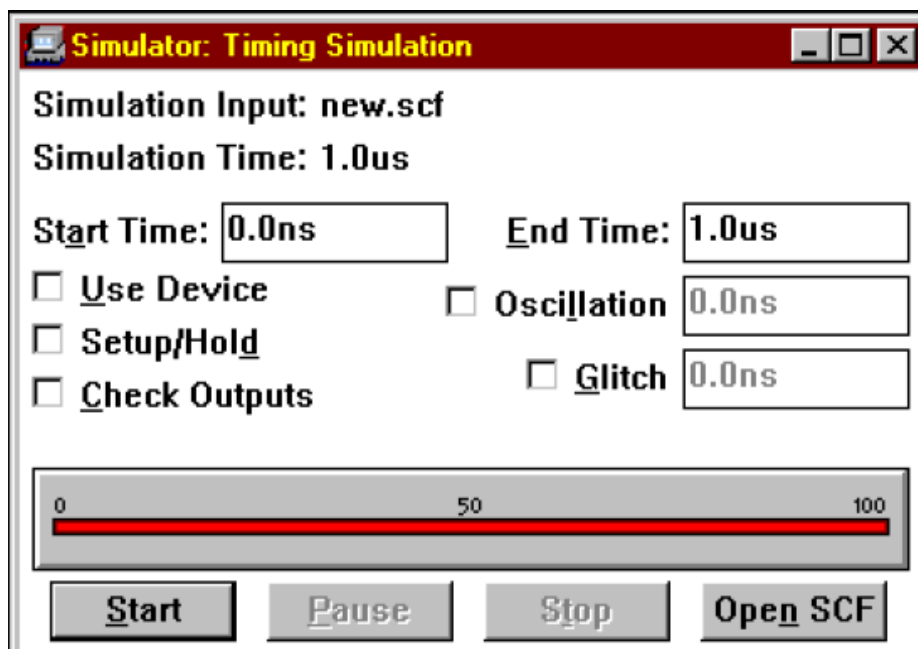 Simulator: Timing Simulation
Simulation Input: new.scf
Simulation Time: 1.0us
Start Time: 0.0ns End Time: 1.0us
Use Device
Oscillation 0.0ns
Setup/Hold
Glitch 0.0ns
Check Outputs
0 50 100
Start Pause Stop Open SCF